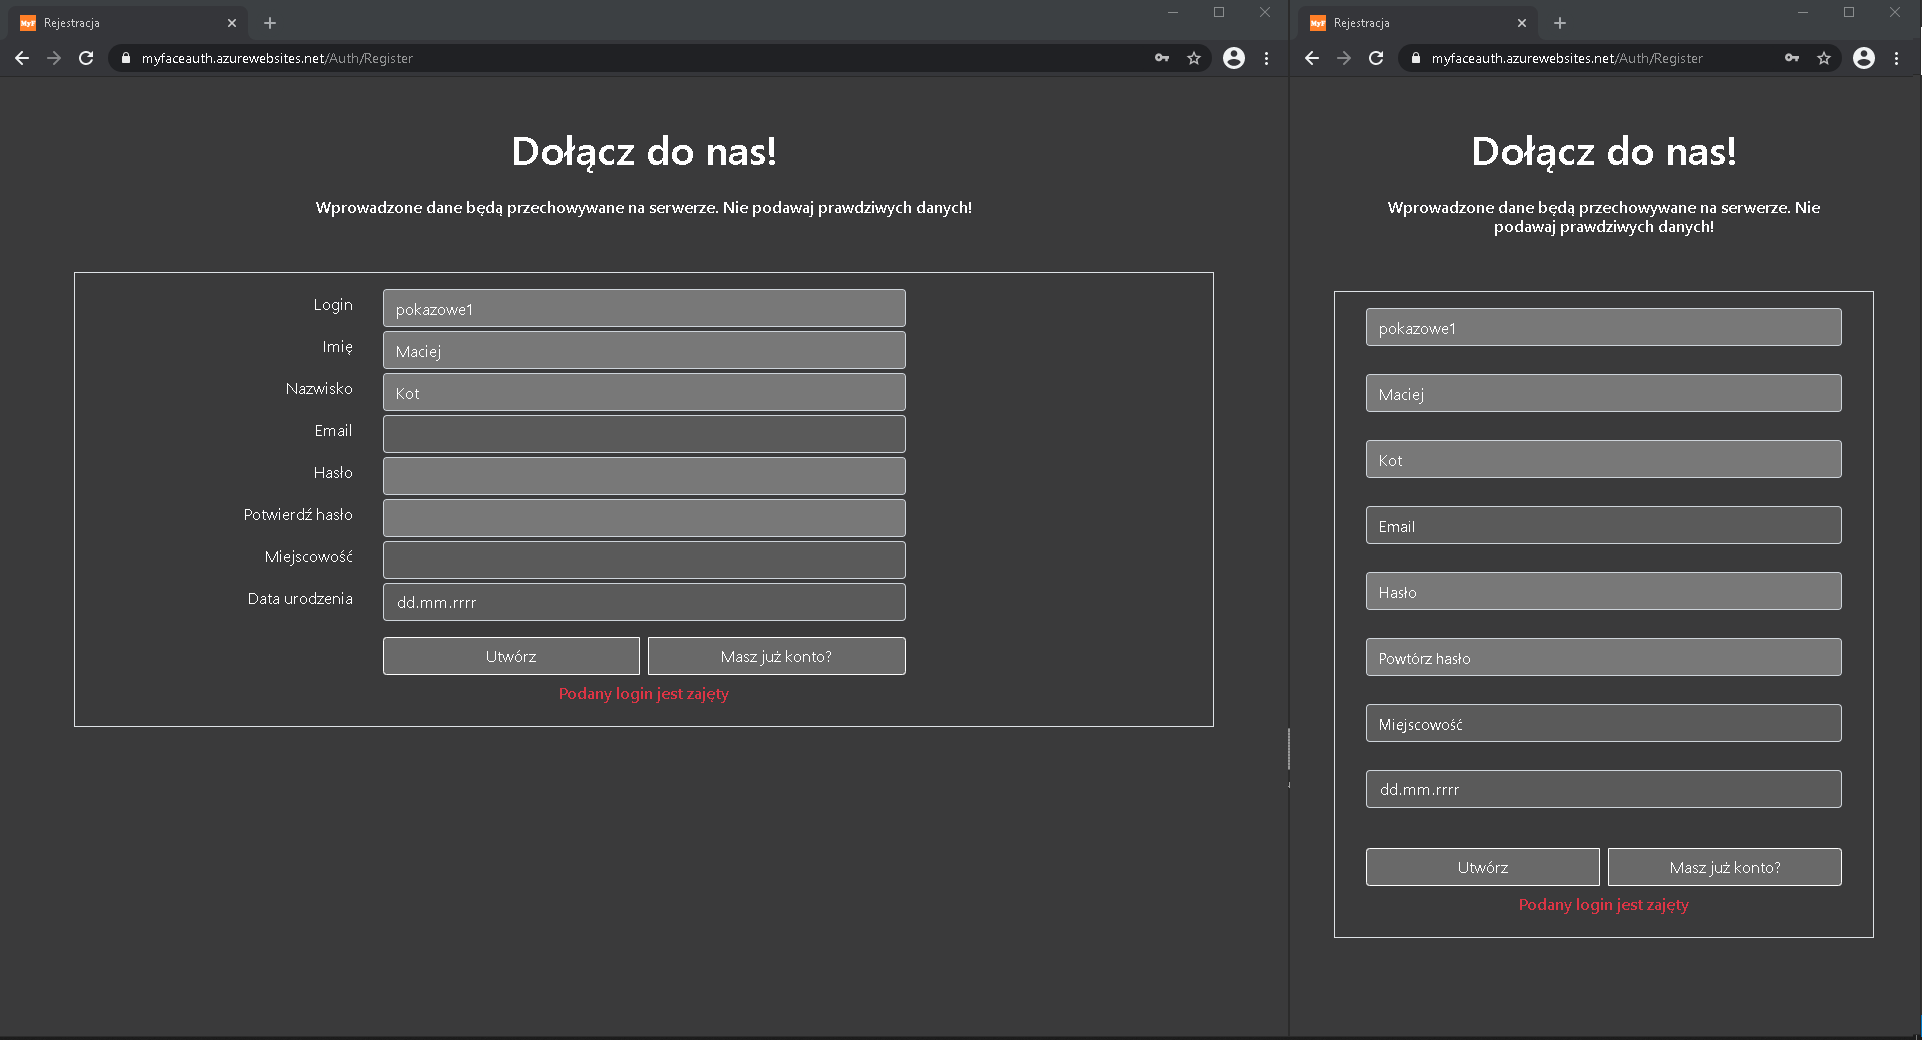 MyF Rejestracja
myfaceauth.azurewebsites.net/Auth/Register
Dołącz do nas!
Wprowadzone dane będą przechowywane na serwerze. Nie podawaj prawdziwych danych!
Login pokazowe1
Imię Maciej
Nazwisko Kot
Email
Hasło
Potwierdź hasło
Miejscowość
Data urodzenia dd.mm.rrrr
Utwórz Masz już konto?
Podany login jest zajęty
MyF Rejestracja
myfaceauth.azurewebsites.net/Auth/Register
Dołącz do nas!
Wprowadzone dane będą przechowywane na serwerze. Nie
podawaj prawdziwych danych!
pokazowe1
Maciej
Kot
Email
Hasło
Powtórz hasło
Miejscowość
dd.mm.rrrr
Utwórz Masz już konto?
Podany login jest zajęty